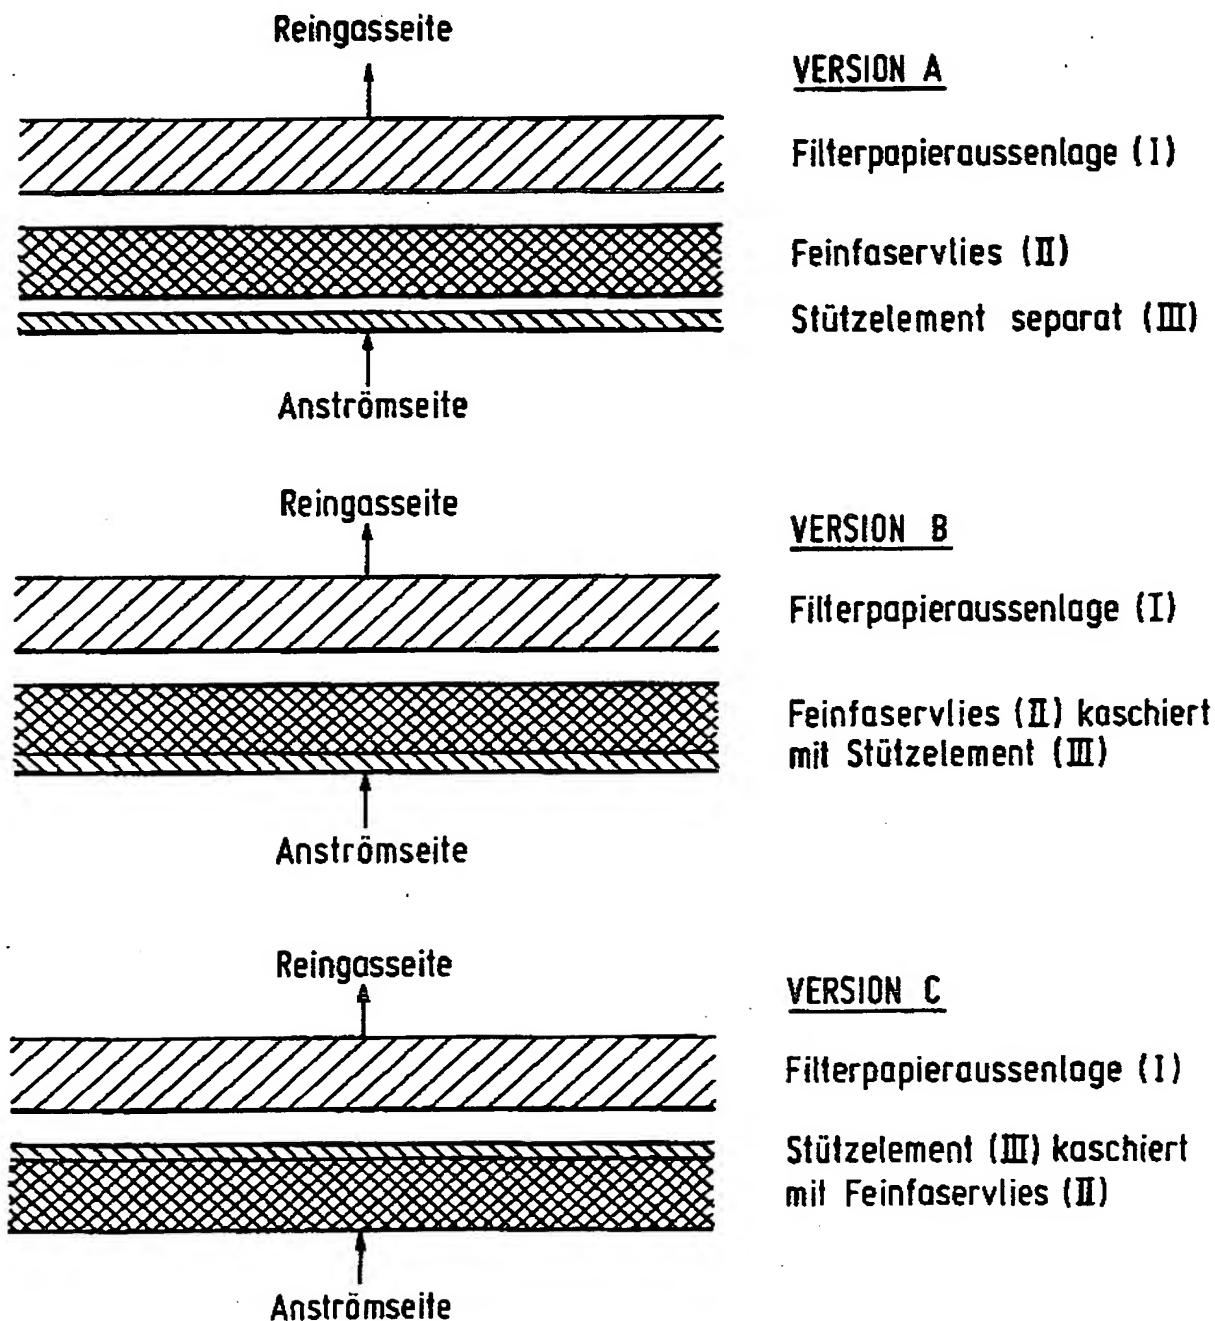 Reingasseite
VERSION A
Filterpapieraussenlage (I)
Feinfaservlies (II)
Stützelement separat (III)
Anströmseite
Reingasseite
VERSION B
Filterpapieraussenlage (I)
Feinfaservlies (II) kaschiert
mit Stützelement (III)
Anströmseite
Reingasseite
VERSION C
Filterpapieraussenlage (I)
Stützelement (III) kaschiert
mit Feinfaservlies (II)
Anströmseite